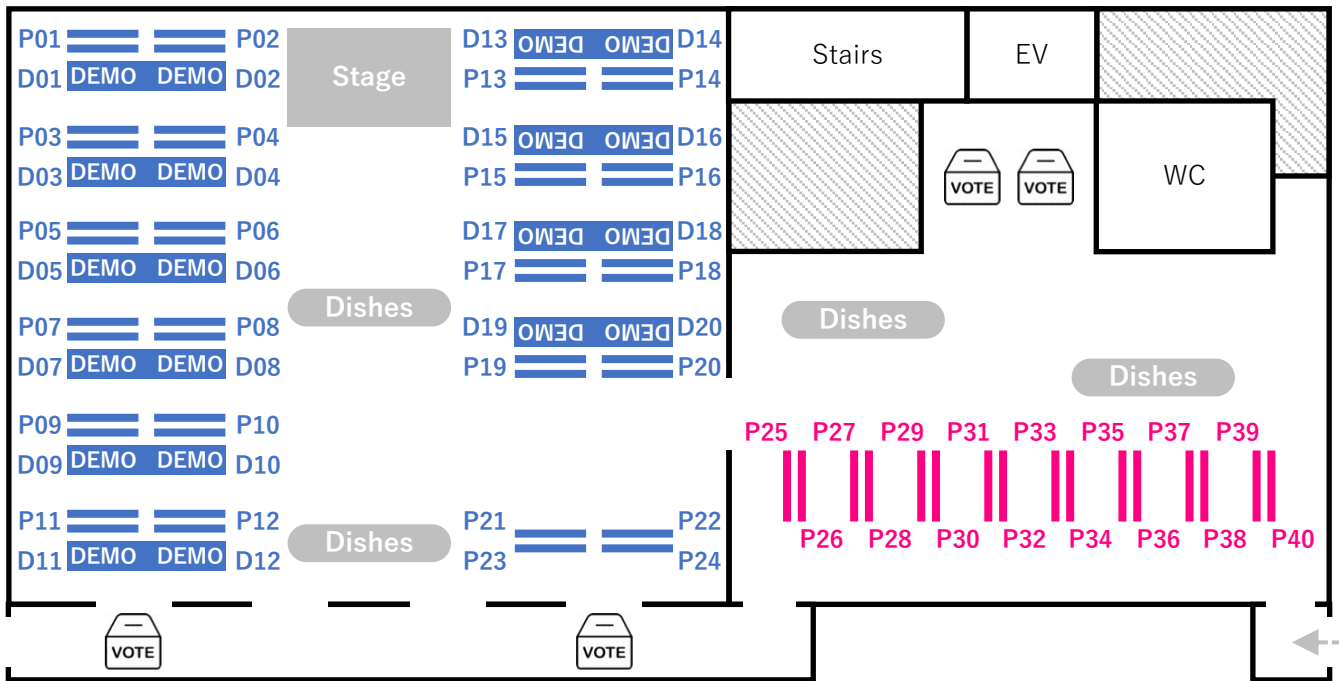 P01 P02
D01 DEMO DEMO D02
P03 P04
D03 DEMO DEMO D04
P05 P06
D05 DEMO DEMO D06
P07 P08
D07 DEMO DEMO D08
P09 P10
D09 DEMO DEMO D10
P11 P12
D11 DEMO DEMO D12
Stage
Dishes
Dishes
D13 DEMO DEMO D14
P13 P14
D15 DEMO DEMO D16
P15 P16
D17 DEMO DEMO D18
P17 P18
D19 DEMO DEMO D20
P19 P20
P21 P22
P23 P24
Stairs
EV
VOTE VOTE
WC
Dishes
Dishes
P25 P27 P29 P31 P33 P35 P37 P39
P26 P28 P30 P32 P34 P36 P38 P40
VOTE
VOTE